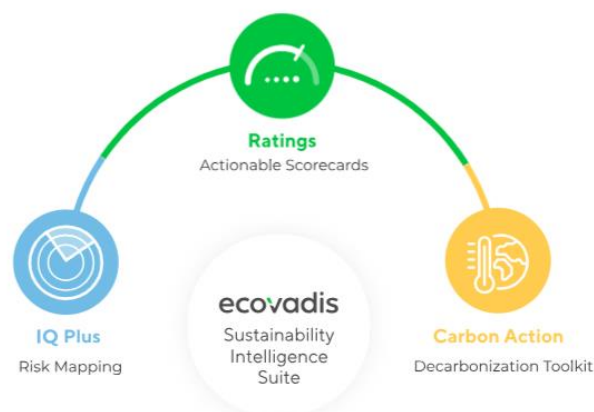 Ratings
Actionable Scorecards
IQ Plus
Risk Mapping
ecovadis
Sustainability
Intelligence
Suite
Carbon Action
Decarbonization Toolkit